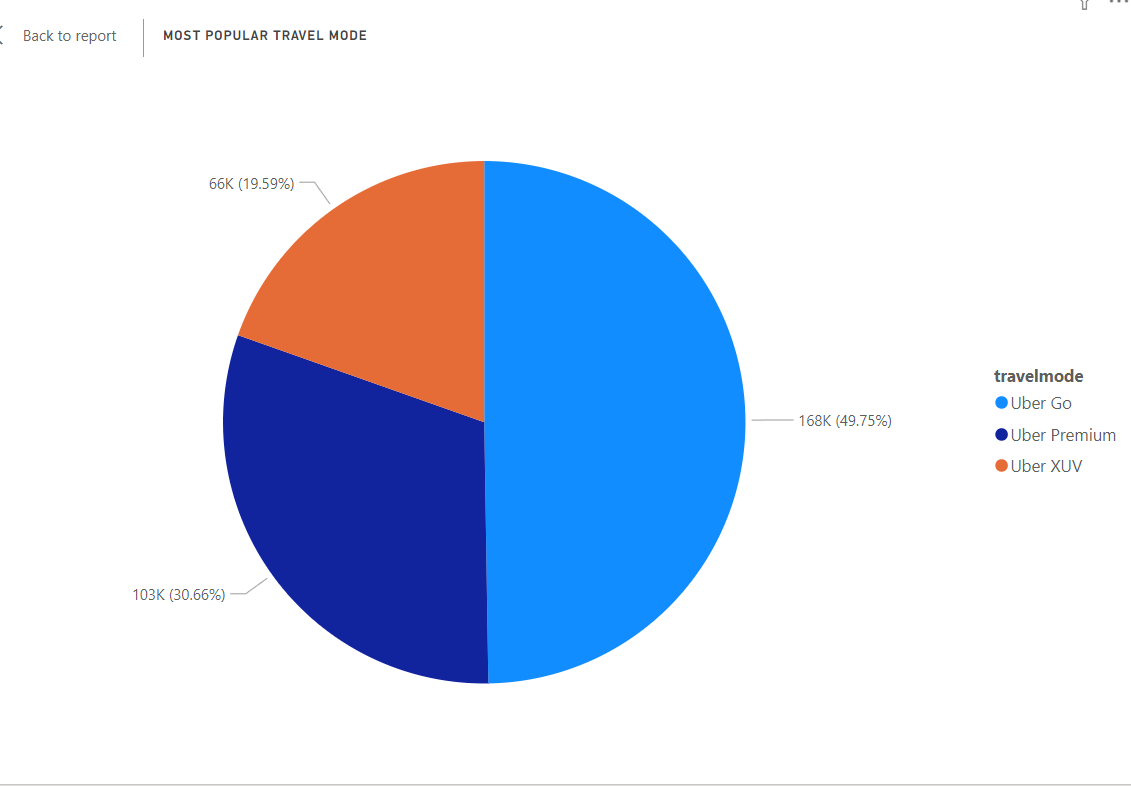 Back to report
MOST POPULAR TRAVEL MODE
66K (19.59%)
168K (49.75%)
103K (30.66%)
travelmode
Uber Go
Uber Premium
Uber XUV